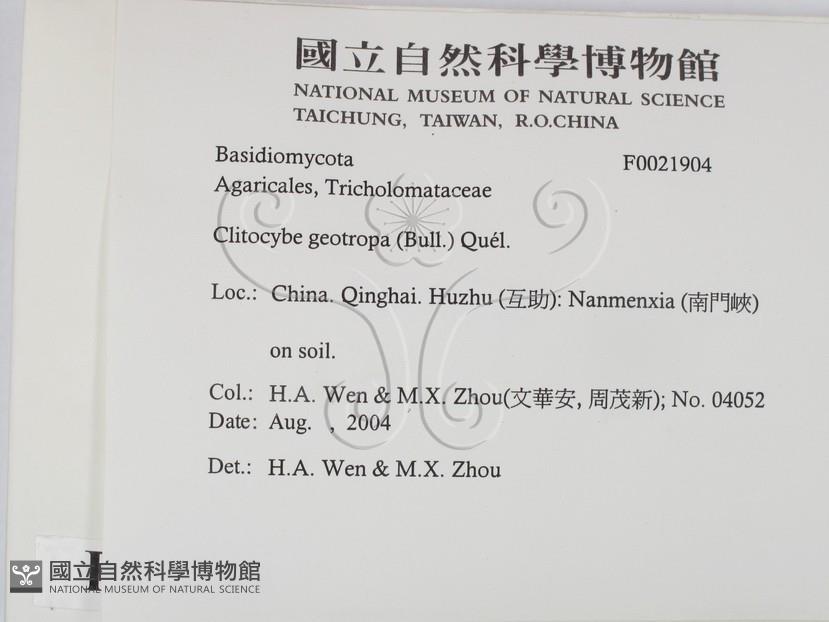 國立自然科學博物館
NATIONAL MUSEUM OF NATURAL SCIENCE
TAICHUNG, TAIWAN, R.O.CHINA
Basidiomycota F0021904
Agaricales, Tricholomataceae
Clitocybe geotropa (Bull.) Quél.
Loc.: China. Qinghai. Huzhu (互助): Nanmenxia (南門峽)
on soil.
Col.: H.A. Wen & M.X. Zhou(文華安, 周茂新); No. 04052
Date: Aug. , 2004
Det.: H.A. Wen & M.X. Zhou
國立自然科學博物館
NATIONAL MUSEUM OF NATURAL SCIENCE